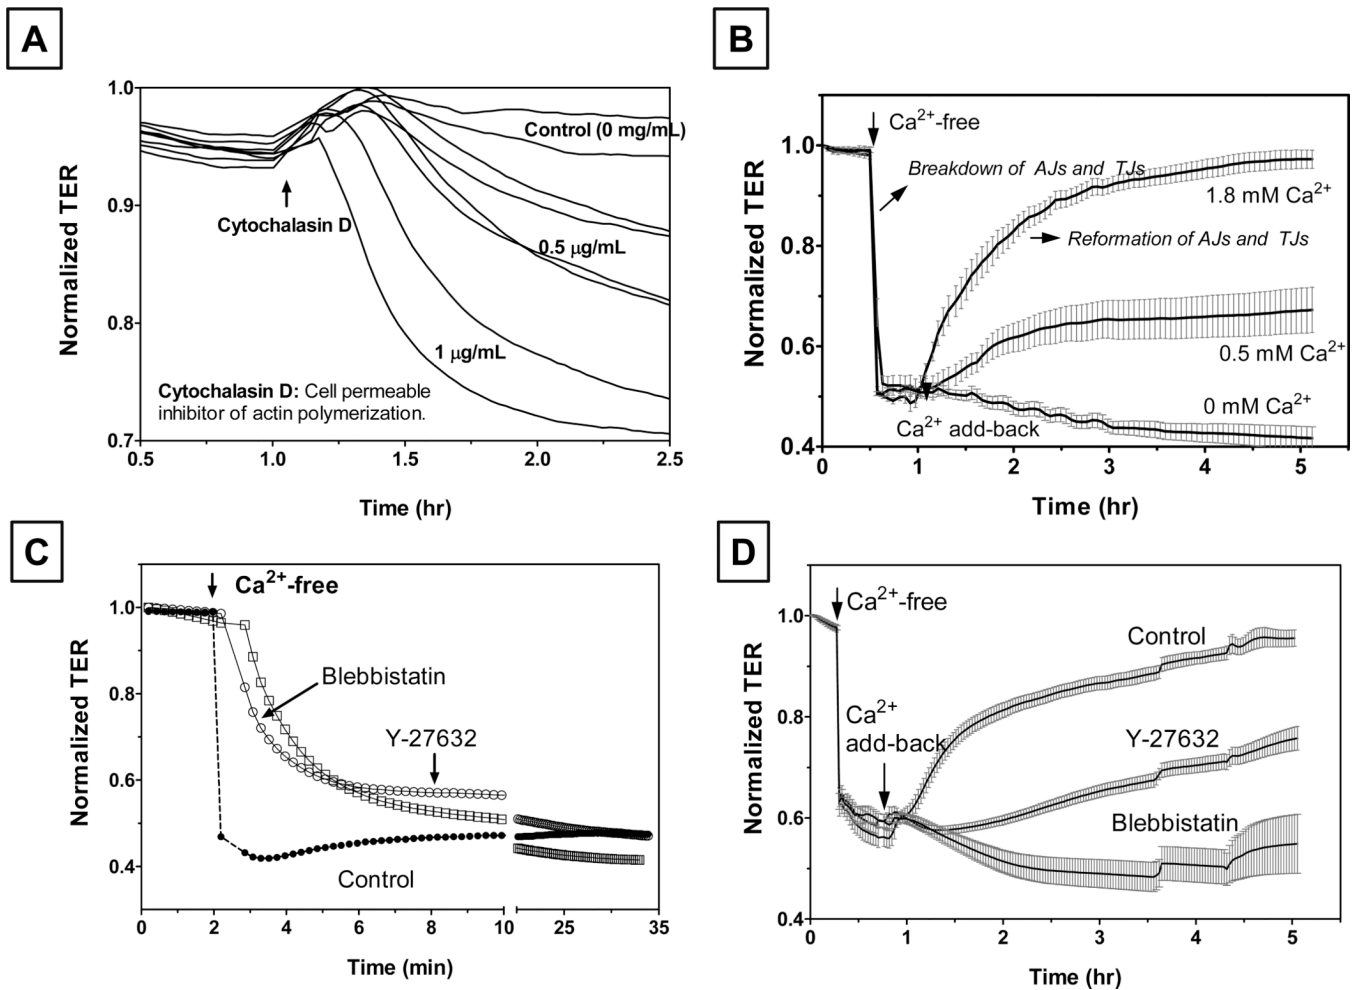 A
Normalized TER
1.0
0.9
0.8
0.7
Control (0 mg/mL)
Cytochalasin D
0.5 µg/mL
1 µg/mL
Cytochalasin D: Cell permeable
inhibitor of actin polymerization.
0.5 1.0 1.5 2.0 2.5
Time (hr)
B
Normalized TER
1.0
0.8
0.6
0.4
Ca²⁺-free
Breakdown of AJs and TJs
1.8 mM Ca²⁺
Reformation of AJs and TJs
0.5 mM Ca²⁺
0 mM Ca²⁺
Ca²⁺ add-back
0 1 2 3 4 5
Time (hr)
C
Normalized TER
1.0
0.8
0.6
0.4
Ca²⁺-free
Blebbistatin
Y-27632
Control
0 2 4 6 8 10 25 35
Time (min)
D
Normalized TER
1.0
0.8
0.6
0.4
Ca²⁺-free
Control
Ca²⁺
add-back
Y-27632
Blebbistatin
0 1 2 3 4 5
Time (hr)